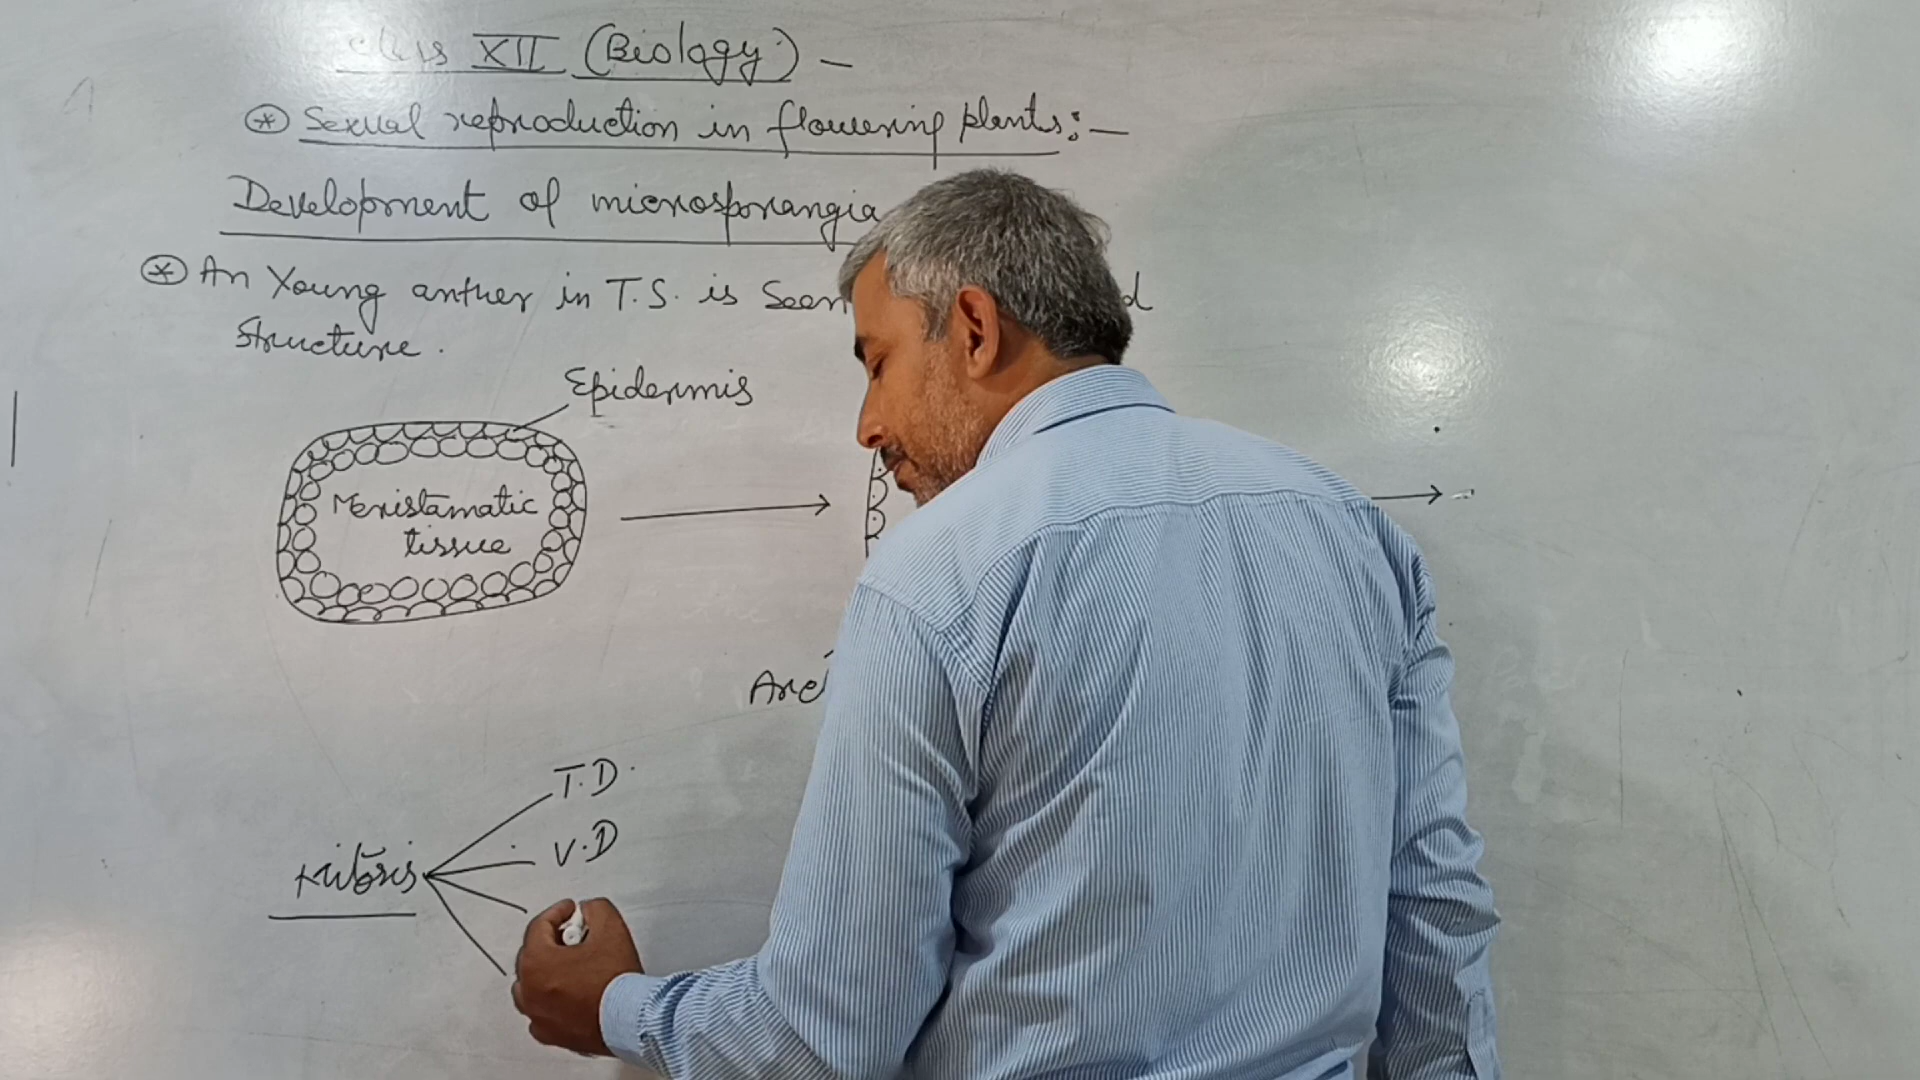 Class XII (Biology) —
Sexual reproduction in flowering plants:—
Development of microsporangia
An Young anther in T.S. is Seen
structure.
Epidermis
Meristamatic
tissue
Mitosis
T.D.
V.D